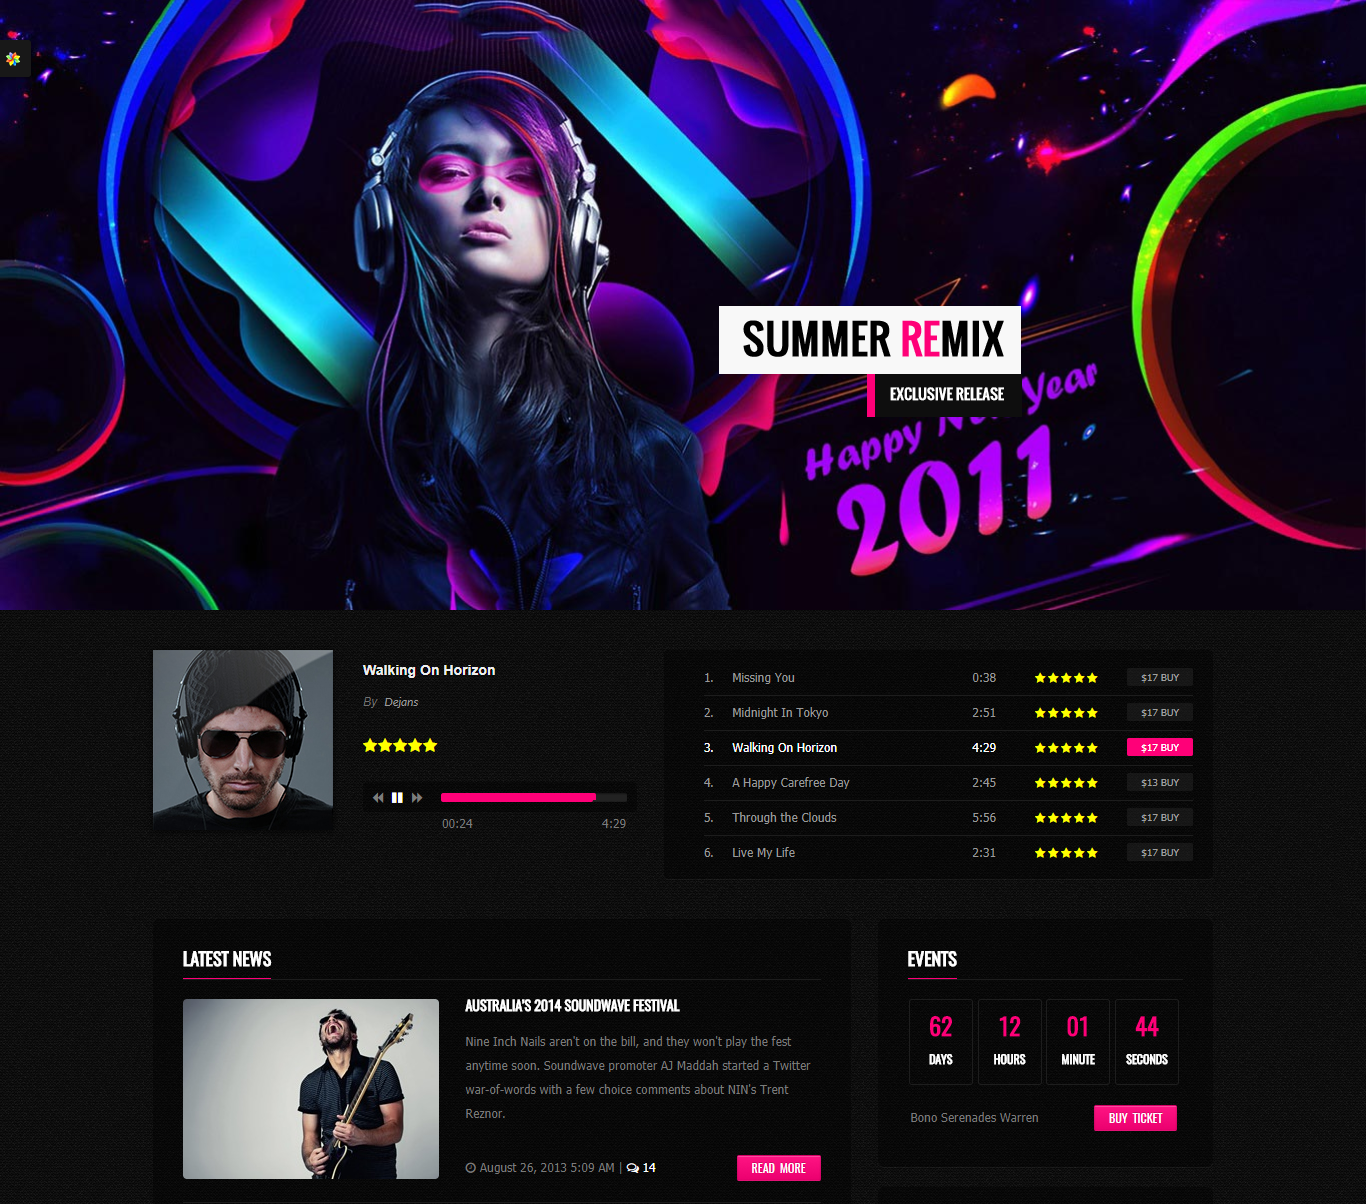 SUMMER REMIX
EXCLUSIVE RELEASE
Happy New Year
2011
Walking On Horizon
By Dejans
00:24 4:29
1. Missing You 0:38 $17 BUY
2. Midnight In Tokyo 2:51 $17 BUY
3. Walking On Horizon 4:29 $17 BUY
4. A Happy Carefree Day 2:45 $13 BUY
5. Through the Clouds 5:56 $17 BUY
6. Live My Life 2:31 $17 BUY
LATEST NEWS
AUSTRALIA'S 2014 SOUNDWAVE FESTIVAL
Nine Inch Nails aren't on the bill, and they won't play the fest
anytime soon. Soundwave promoter AJ Maddah started a Twitter
war-of-words with a few choice comments about NIN's Trent
Reznor.
August 26, 2013 5:09 AM | 14
READ MORE
EVENTS
62 12 01 44
DAYS HOURS MINUTE SECONDS
Bono Serenades Warren
BUY TICKET